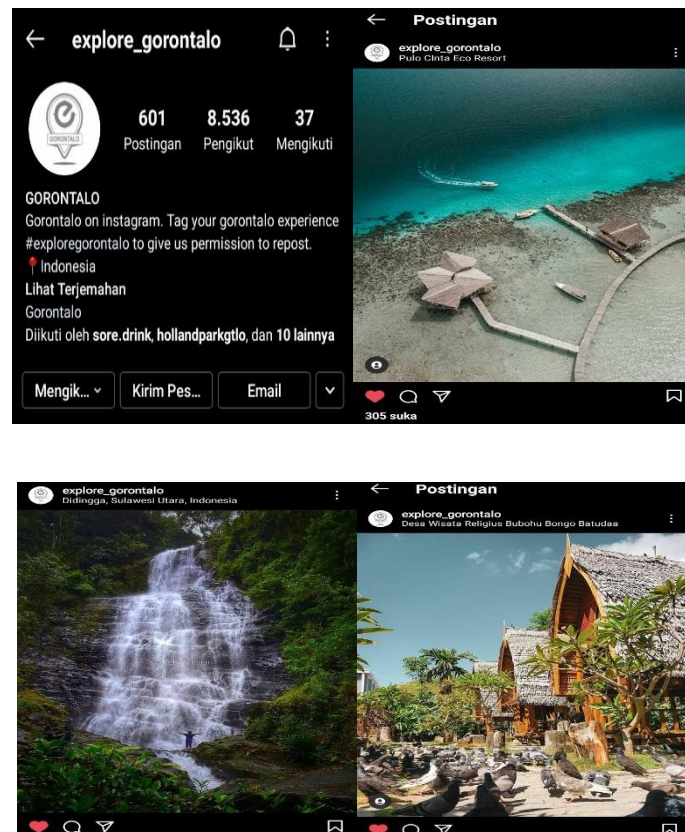 explore_gorontalo
GORONTALO
601 8.536 37
Postingan Pengikut Mengikuti
GORONTALO
Gorontalo on instagram. Tag your gorontalo experience
#exploregorontalo to give us permission to repost.
Indonesia
Lihat Terjemahan
Gorontalo
Diikuti oleh sore.drink, hollandparkgtlo, dan 10 lainnya
Mengik... Kirim Pes... Email
Postingan
explore_gorontalo
Pulo CInta Eco Resort
305 suka
explore_gorontalo
Didingga, Sulawesi Utara, Indonesia
Postingan
explore_gorontalo
Desa Wisata Religius Bubohu Bongo Batudaa